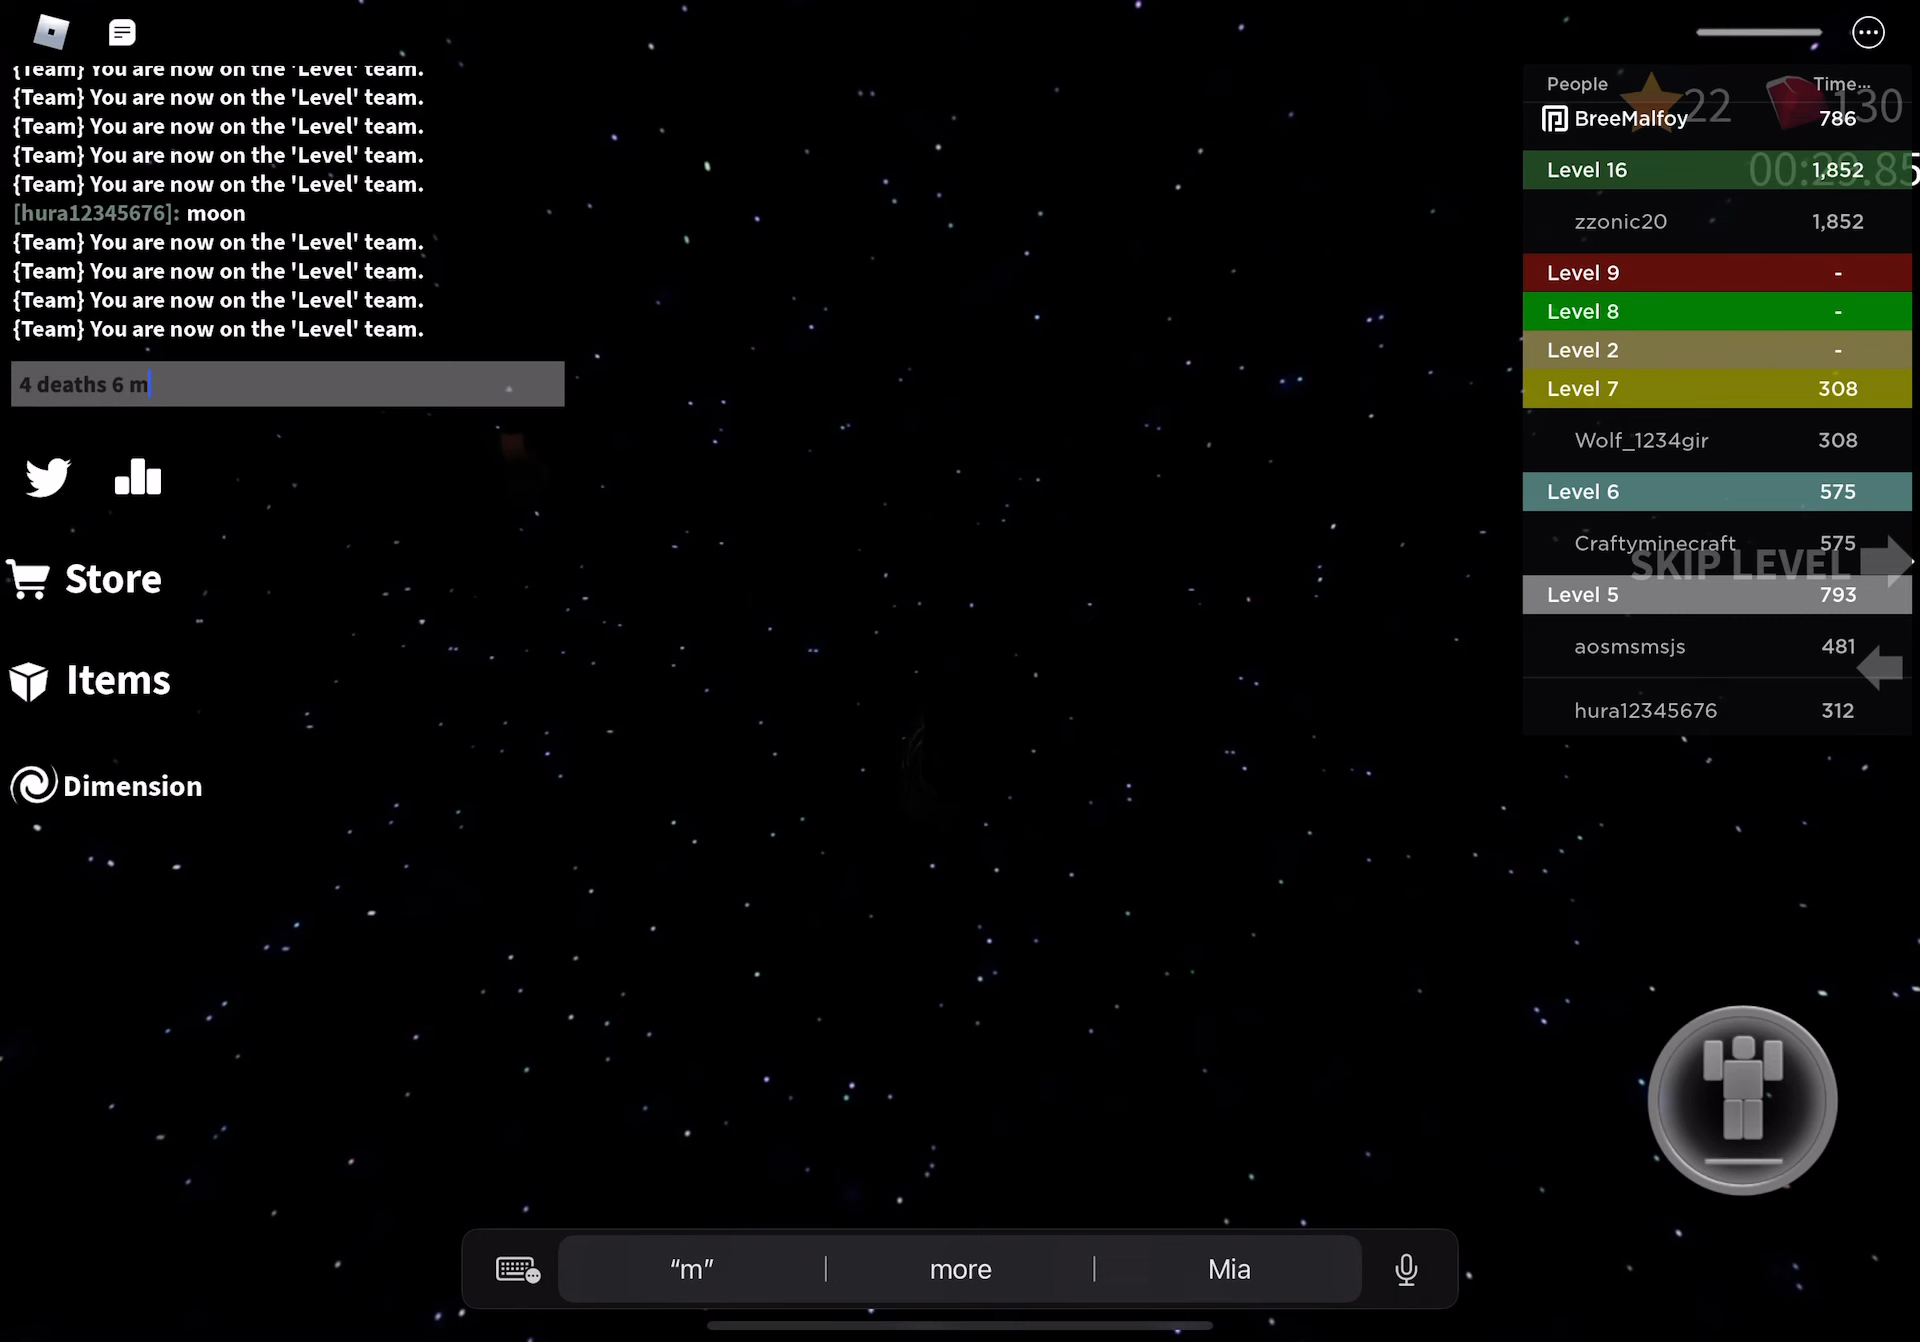 {Team} You are now on the 'Level' team.
{Team} You are now on the 'Level' team.
{Team} You are now on the 'Level' team.
{Team} You are now on the 'Level' team.
{Team} You are now on the 'Level' team.
[hura12345676]: moon
{Team} You are now on the 'Level' team.
{Team} You are now on the 'Level' team.
{Team} You are now on the 'Level' team.
{Team} You are now on the 'Level' team.
4 deaths 6 m
Store
Items
Dimension
People Time...
22 130
BreeMalfoy 786
Level 16 1,852
00:29.85
zzonic20 1,852
Level 9 -
Level 8 -
Level 2 -
Level 7 308
Wolf_1234gir 308
Level 6 575
Craftyminecraft 575
SKIP LEVEL
Level 5 793
aosmsmsjs 481
hura12345676 312
“m” more Mia